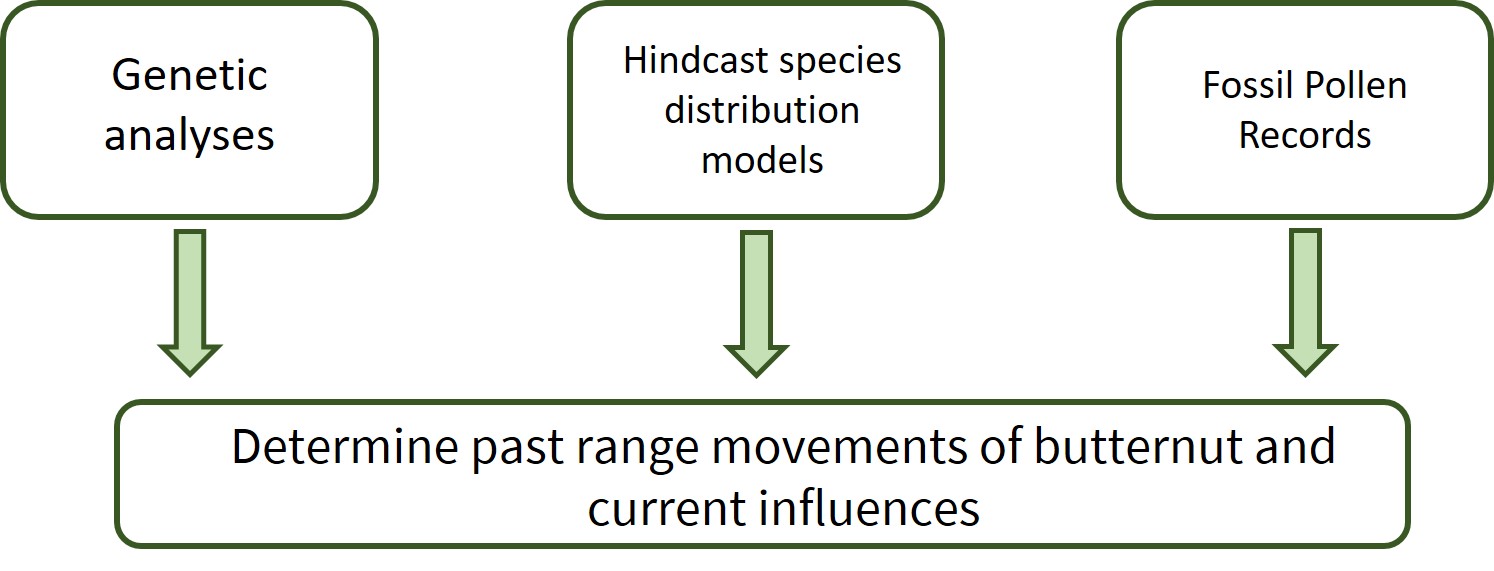 Genetic
analyses
Hindcast species
distribution
models
Fossil Pollen
Records
Determine past range movements of butternut and
current influences